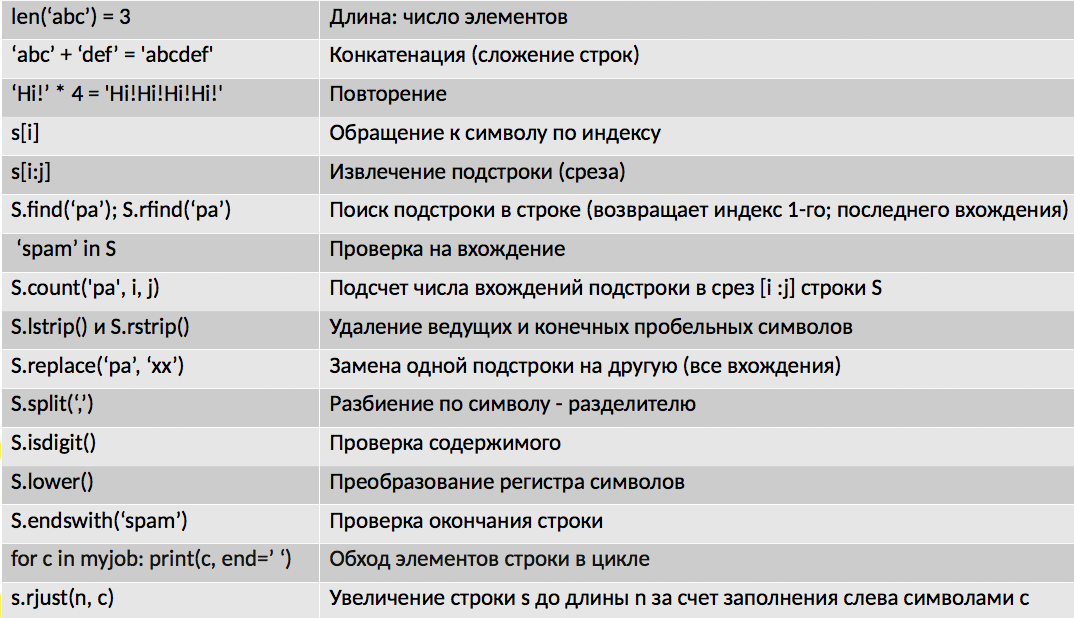 len(‘abc’) = 3 Длина: число элементов
‘abc’ + ‘def’ = 'abcdef' Конкатенация (сложение строк)
‘Hi!’ * 4 = 'Hi!Hi!Hi!Hi!' Повторение
s[i] Обращение к символу по индексу
s[i:j] Извлечение подстроки (среза)
S.find(‘pa’); S.rfind(‘pa’) Поиск подстроки в строке (возвращает индекс 1-го; последнего вхождения)
‘spam’ in S Проверка на вхождение
S.count('pa', i, j) Подсчет числа вхождений подстроки в срез [i :j] строки S
S.lstrip() и S.rstrip() Удаление ведущих и конечных пробельных символов
S.replace(‘pa’, ‘xx’) Замена одной подстроки на другую (все вхождения)
S.split(‘,’) Разбиение по символу - разделителю
S.isdigit() Проверка содержимого
S.lower() Преобразование регистра символов
S.endswith(‘spam’) Проверка окончания строки
for c in myjob: print(c, end=’ ‘) Обход элементов строки в цикле
s.rjust(n, c) Увеличение строки s до длины n за счет заполнения слева символами c